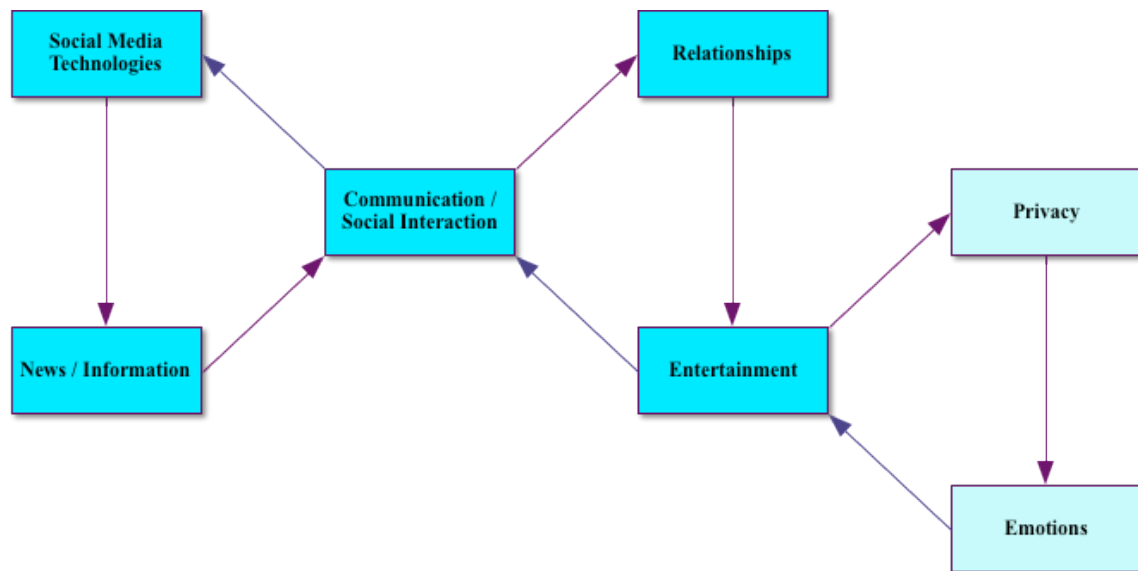 Social Media
Technologies
Relationships
Communication /
Social Interaction
Privacy
News / Information
Entertainment
Emotions